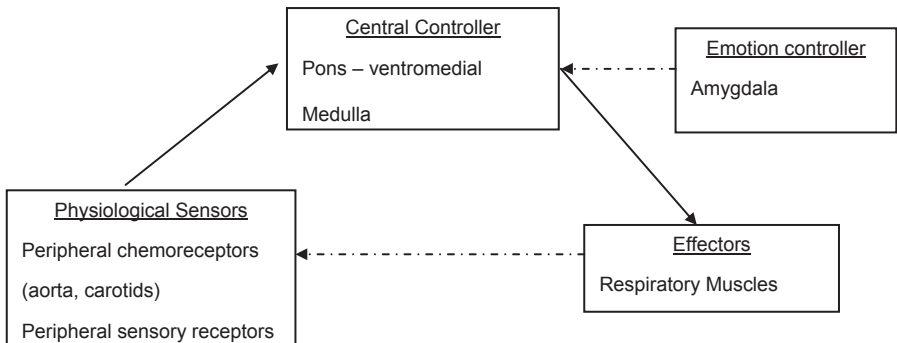 Central Controller
Pons – ventromedial
Medulla
Emotion controller
Amygdala
Physiological Sensors
Peripheral chemoreceptors
(aorta, carotids)
Peripheral sensory receptors
Effectors
Respiratory Muscles